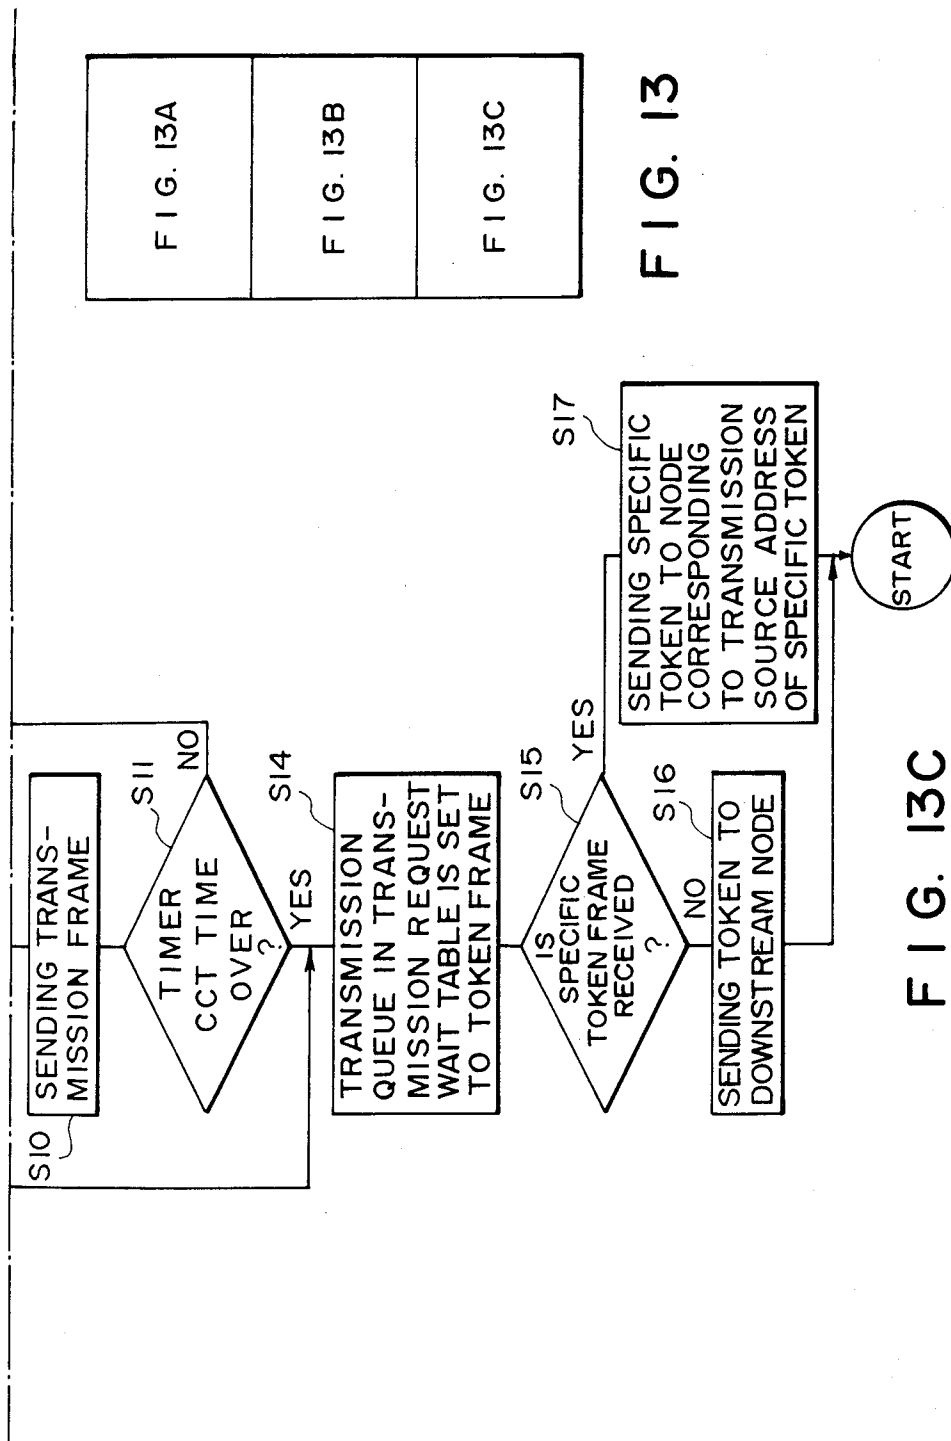 S10
SENDING TRANS-
MISSION FRAME
S11
TIMER
CCT TIME
OVER
?
NO
YES
S14
TRANSMISSION
QUEUE IN TRANS-
MISSION REQUEST
WAIT TABLE IS SET
TO TOKEN FRAME
S15
IS
SPECIFIC
TOKEN FRAME
RECEIVED
?
YES
NO
S16
SENDING TOKEN TO
DOWNSTREAM NODE
S17
SENDING SPECIFIC
TOKEN TO NODE
CORRESPONDING
TO TRANSMISSION
SOURCE ADDRESS
OF SPECIFIC TOKEN
START
FIG. 13C
FIG. 13A
FIG. 13B
FIG. 13C
FIG. 13